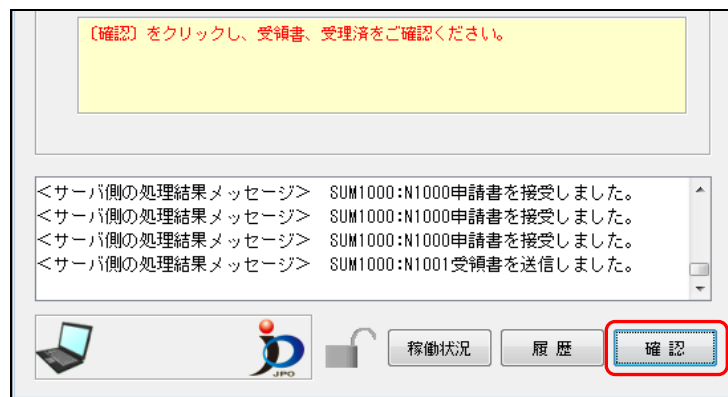 〔確認〕をクリックし、受領書、受理済をご確認ください。
＜サーバ側の処理結果メッセージ＞　SUM1000:N1000申請書を接受しました。
＜サーバ側の処理結果メッセージ＞　SUM1000:N1000申請書を接受しました。
＜サーバ側の処理結果メッセージ＞　SUM1000:N1000申請書を接受しました。
＜サーバ側の処理結果メッセージ＞　SUM1000:N1001受領書を送信しました。
JPO
稼働状況
履 歴
確 認